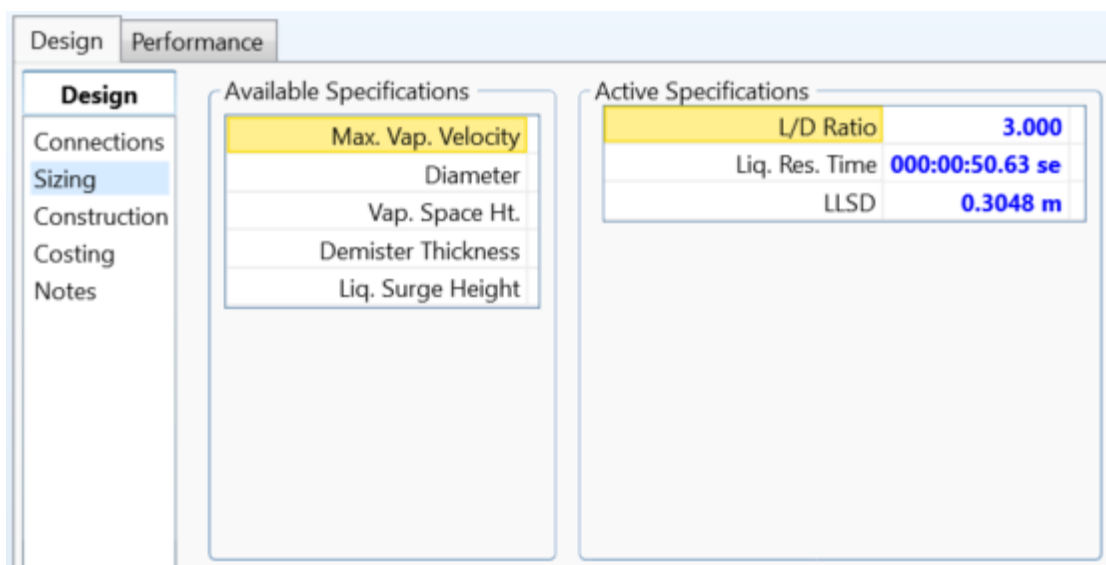 Design Performance
Design
Connections
Sizing
Construction
Costing
Notes
Available Specifications
Max. Vap. Velocity
Diameter
Vap. Space Ht.
Demister Thickness
Liq. Surge Height
Active Specifications
L/D Ratio 3.000
Liq. Res. Time 000:00:50.63 se
LLSD 0.3048 m